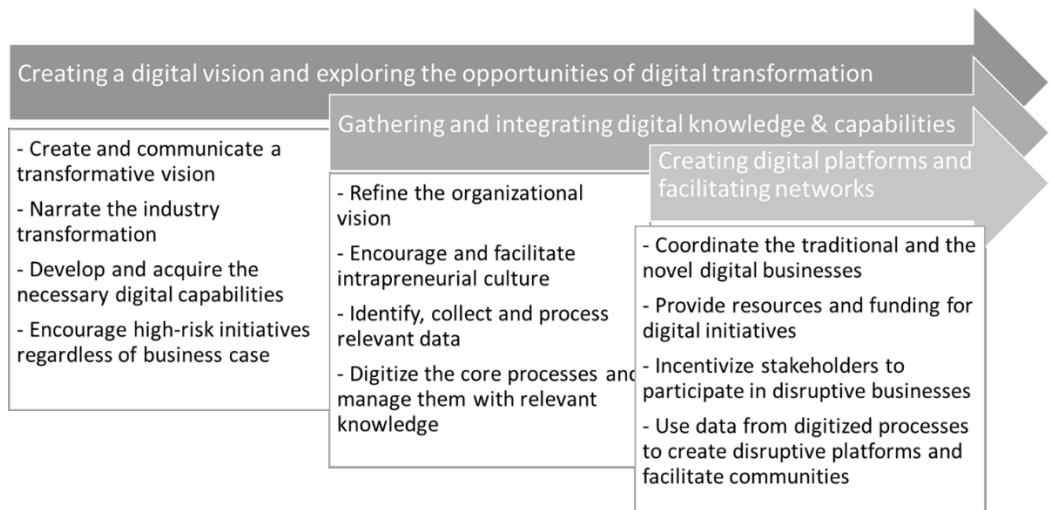 Creating a digital vision and exploring the opportunities of digital transformation
- Create and communicate a
transformative vision
- Narrate the industry
transformation
- Develop and acquire the
necessary digital capabilities
- Encourage high-risk initiatives
regardless of business case
Gathering and integrating digital knowledge & capabilities
- Refine the organizational
vision
- Encourage and facilitate
intrapreneurial culture
- Identify, collect and process
relevant data
- Digitize the core processes and
manage them with relevant
knowledge
Creating digital platforms and
facilitating networks
- Coordinate the traditional and the
novel digital businesses
- Provide resources and funding for
digital initiatives
- Incentivize stakeholders to
participate in disruptive businesses
- Use data from digitized processes
to create disruptive platforms and
facilitate communities